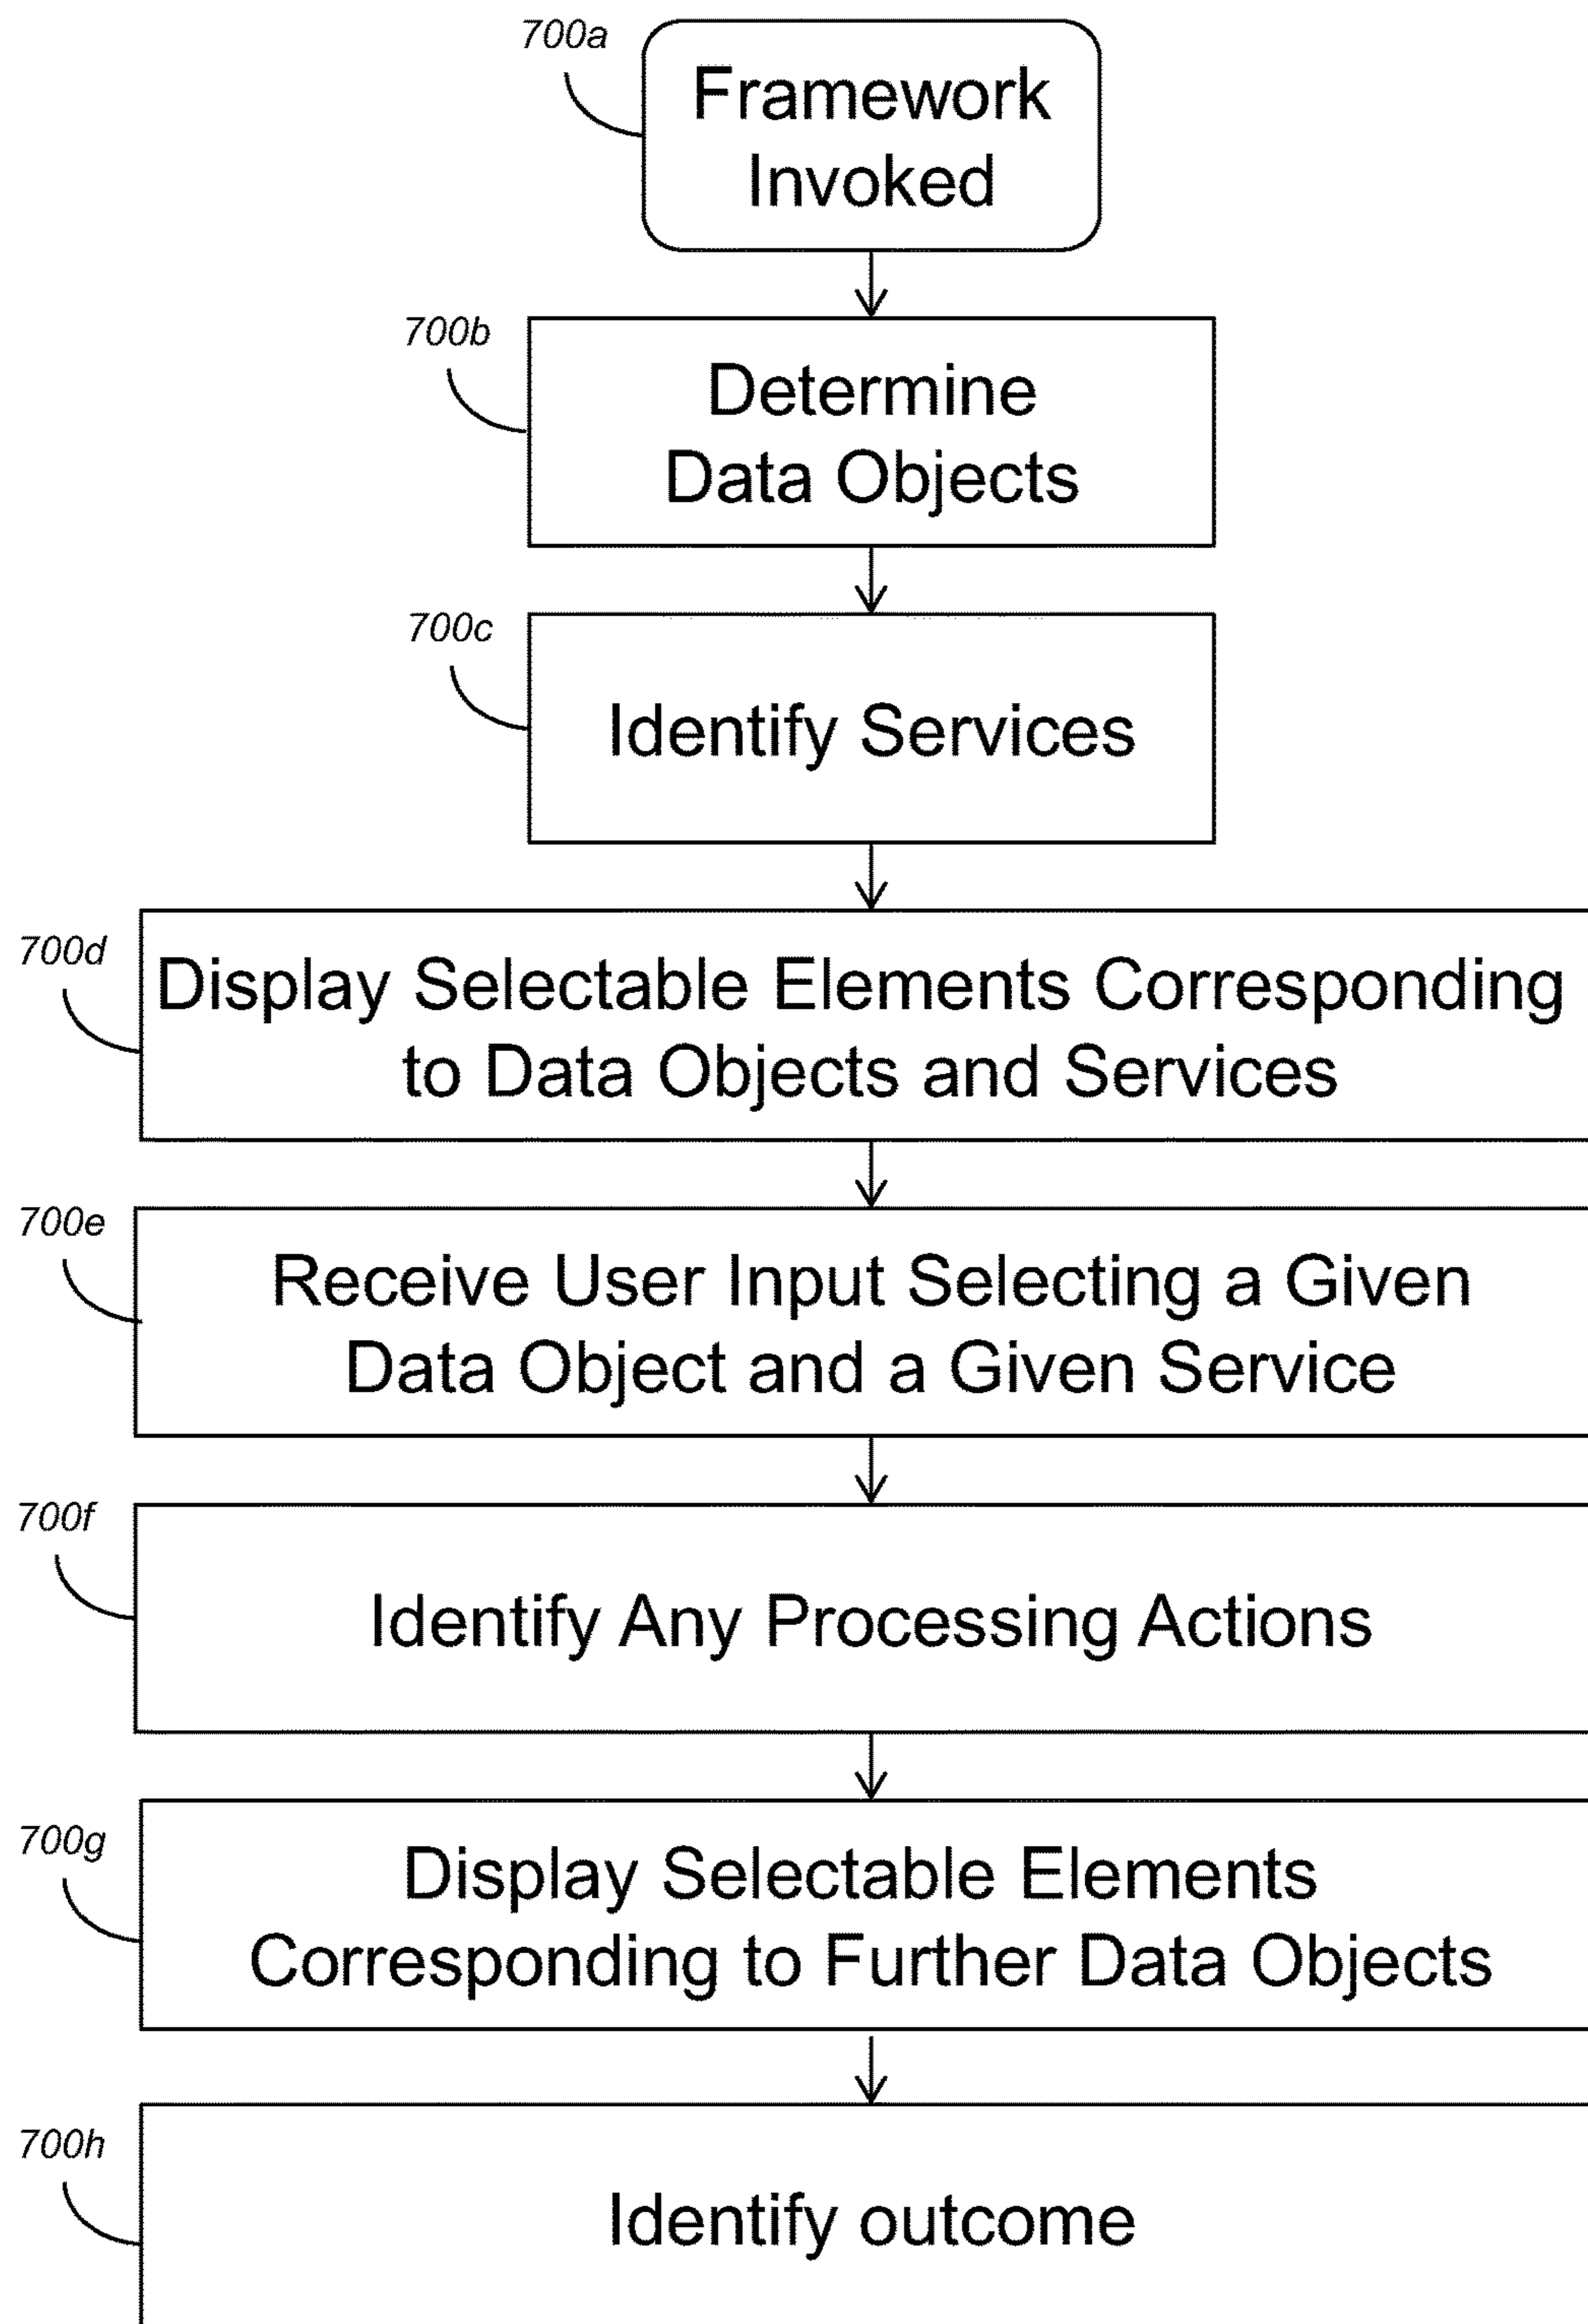 700a
Framework
Invoked
700b
Determine
Data Objects
700c
Identify Services
700d
Display Selectable Elements Corresponding
to Data Objects and Services
700e
Receive User Input Selecting a Given
Data Object and a Given Service
700f
Identify Any Processing Actions
700g
Display Selectable Elements
Corresponding to Further Data Objects
700h
Identify outcome